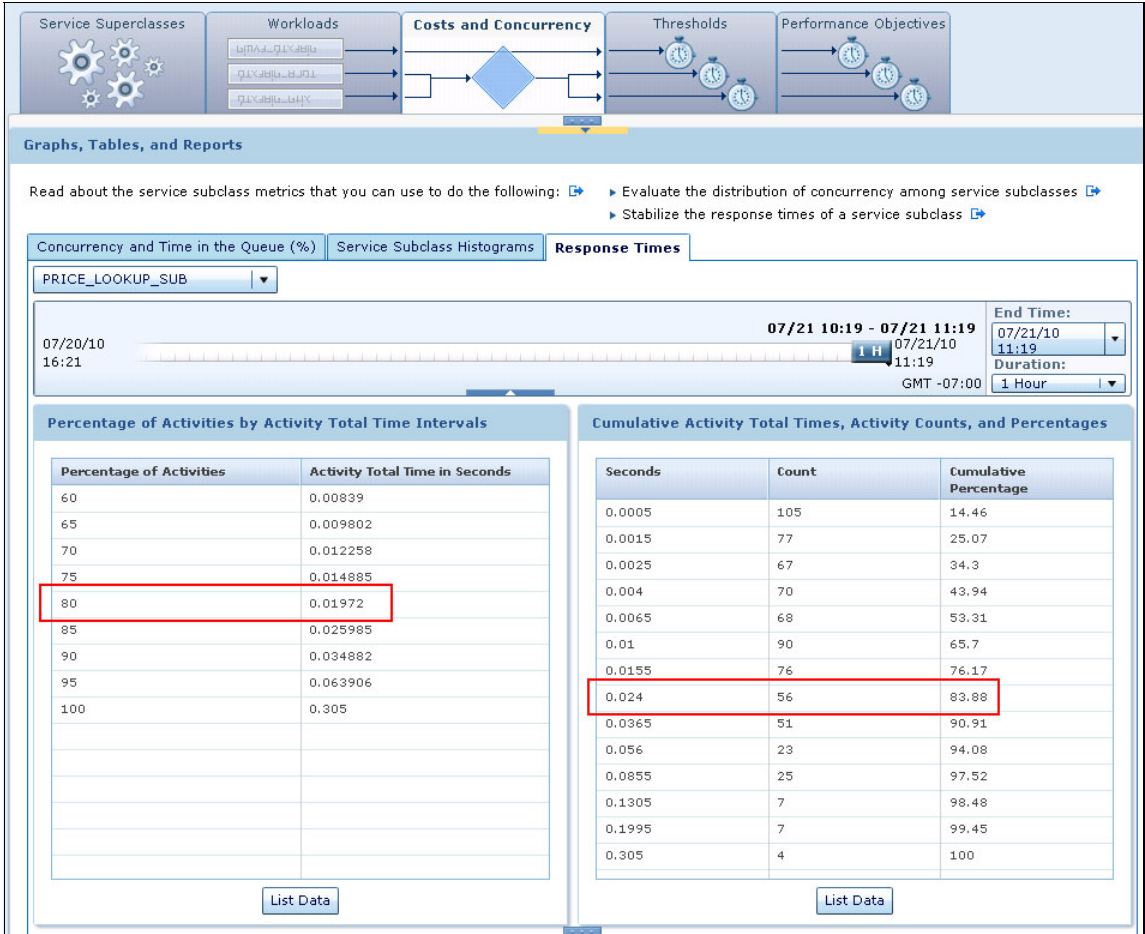 Service Superclasses
Workloads
Costs and Concurrency
Thresholds
Performance Objectives
Graphs, Tables, and Reports
Read about the service subclass metrics that you can use to do the following:
Evaluate the distribution of concurrency among service subclasses
Stabilize the response times of a service subclass
Concurrency and Time in the Queue (%)
Service Subclass Histograms
Response Times
PRICE_LOOKUP_SUB
07/20/10
16:21
07/21 10:19 - 07/21 11:19
1 H
07/21/10
11:19
GMT -07:00
End Time:
07/21/10
11:19
Duration:
1 Hour
Percentage of Activities by Activity Total Time Intervals
Percentage of Activities Activity Total Time in Seconds
60 0.00839
65 0.009802
70 0.012258
75 0.014885
80 0.01972
85 0.025985
90 0.034882
95 0.063906
100 0.305
List Data
Cumulative Activity Total Times, Activity Counts, and Percentages
Seconds Count Cumulative
Percentage
0.0005 105 14.46
0.0015 77 25.07
0.0025 67 34.3
0.004 70 43.94
0.0065 68 53.31
0.01 90 65.7
0.0155 76 76.17
0.024 56 83.88
0.0365 51 90.91
0.056 23 94.08
0.0855 25 97.52
0.1305 7 98.48
0.1995 7 99.45
0.305 4 100
List Data